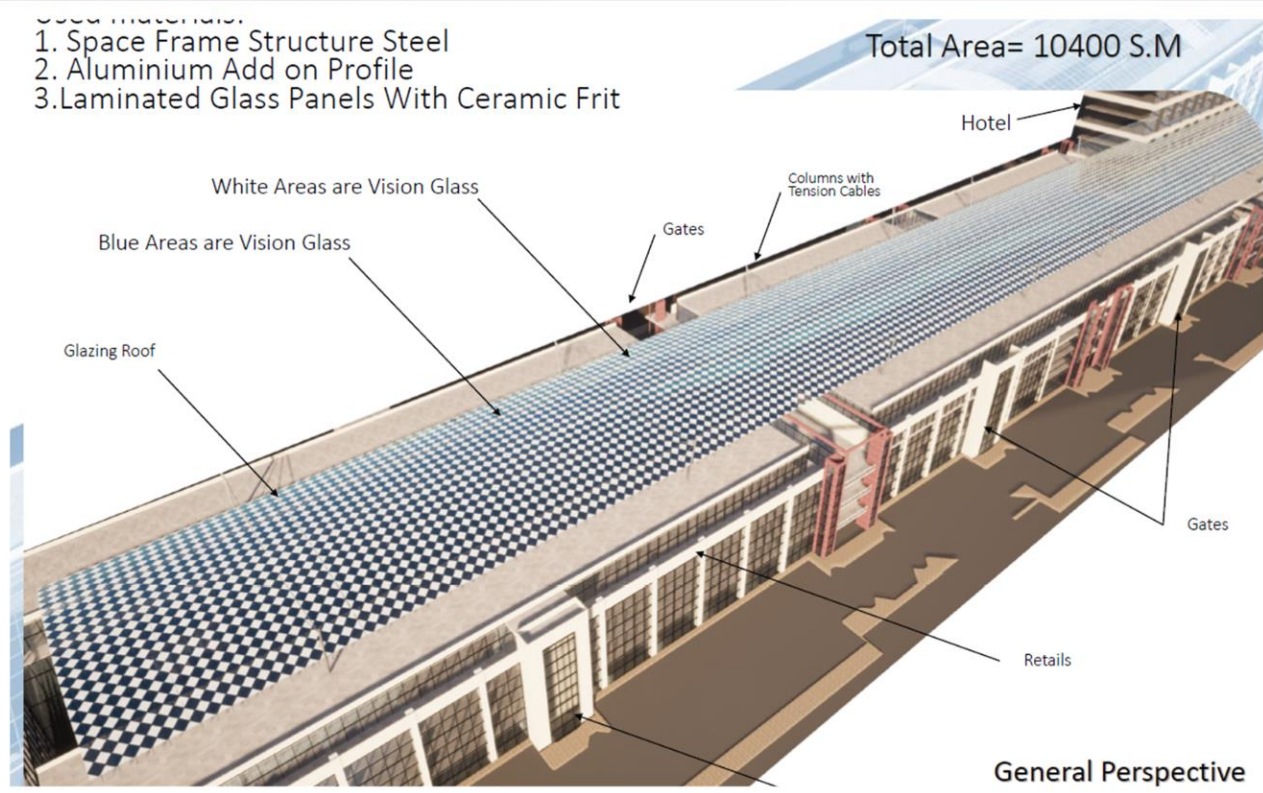 Used materials:
1. Space Frame Structure Steel
2. Aluminium Add on Profile
3.Laminated Glass Panels With Ceramic Frit
Total Area= 10400 S.M
Hotel
Columns with
Tension Cables
White Areas are Vision Glass
Gates
Blue Areas are Vision Glass
Glazing Roof
Gates
Retails
General Perspective